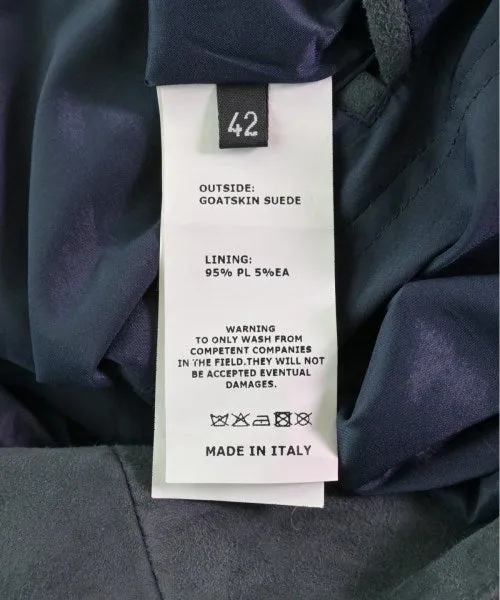 42
OUTSIDE:
GOATSKIN SUEDE
LINING:
95% PL 5%EA
WARNING
TO ONLY WASH FROM
COMPETENT COMPANIES
IN THE FIELD.THEY WILL NOT
BE ACCEPTED EVENTUAL
DAMAGES.
MADE IN ITALY